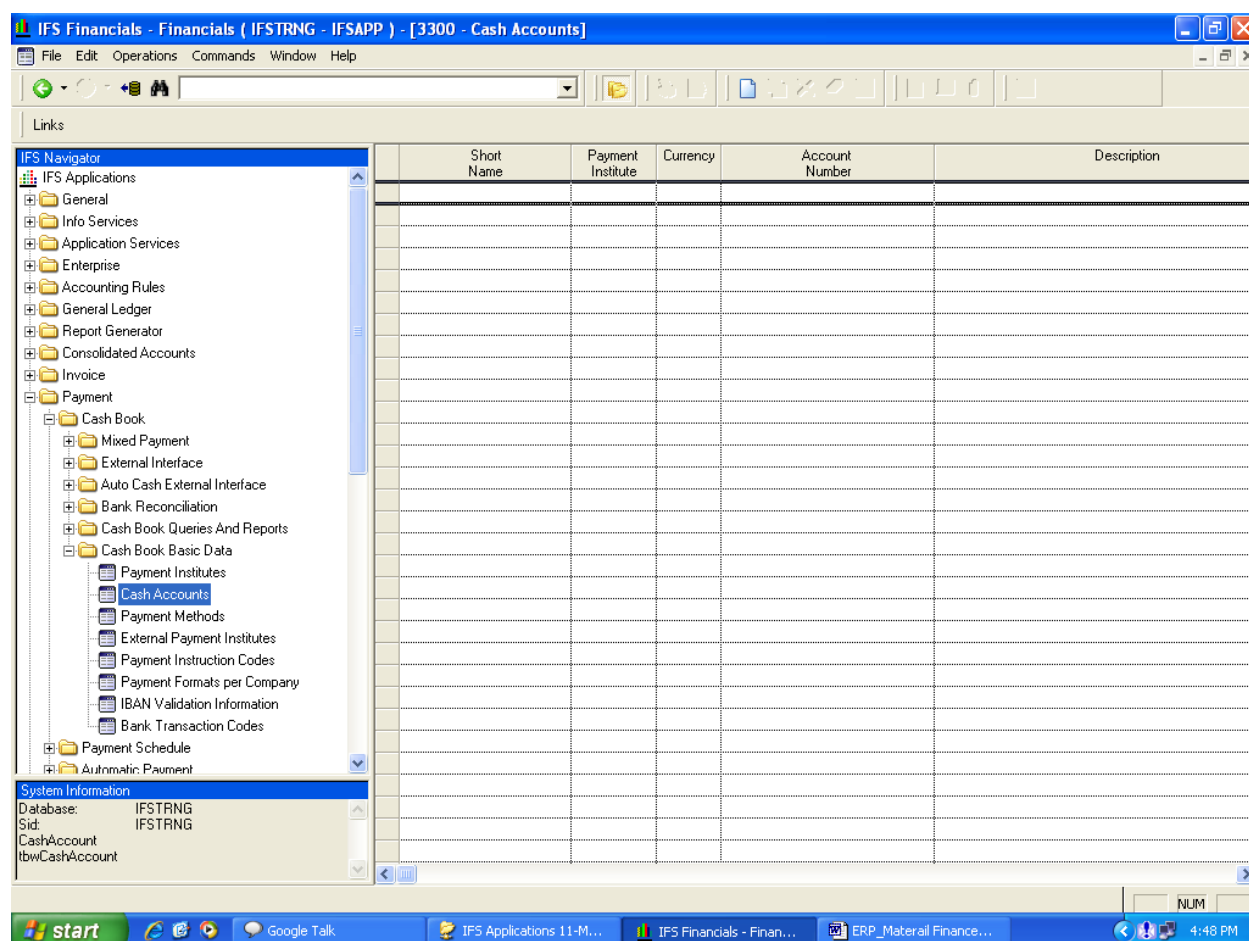 IFS Financials - Financials ( IFSTRNG - IFSAPP ) - [3300 - Cash Accounts]
File Edit Operations Commands Window Help
Links
IFS Navigator
IFS Applications
General
Info Services
Application Services
Enterprise
Accounting Rules
General Ledger
Report Generator
Consolidated Accounts
Invoice
Payment
Cash Book
Mixed Payment
External Interface
Auto Cash External Interface
Bank Reconciliation
Cash Book Queries And Reports
Cash Book Basic Data
Payment Institutes
Cash Accounts
Payment Methods
External Payment Institutes
Payment Instruction Codes
Payment Formats per Company
IBAN Validation Information
Bank Transaction Codes
Payment Schedule
Automatic Payment
Short Name Payment Institute Currency Account Number Description
System Information
Database: IFSTRNG
Sid: IFSTRNG
CashAccount
tbwCashAccount
NUM
start Google Talk IFS Applications 11-M... IFS Financials - Finan... ERP_Materail Finance... 4:48 PM